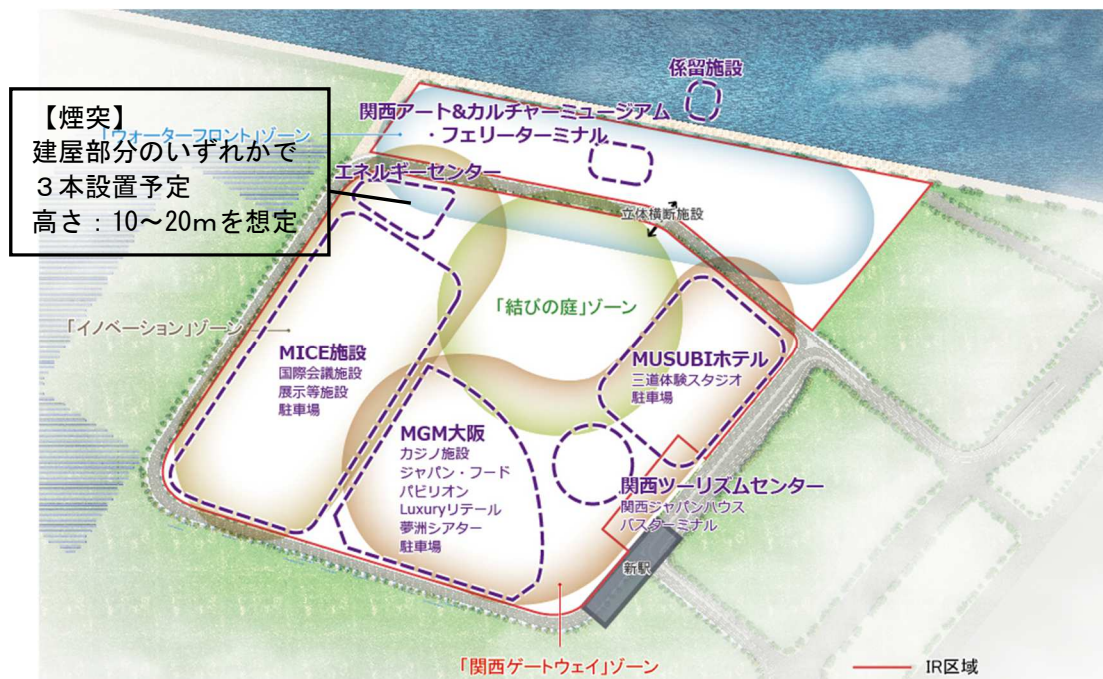 係留施設
関西アート&カルチャーミュージアム
・フェリーターミナル
【煙突】
「ウォーターフロント」ゾーン
建屋部分のいずれかで
3本設置予定
高さ:10～20mを想定
エネルギーセンター
立体横断施設
「結びの庭」ゾーン
「イノベーション」ゾーン
MICE施設
国際会議施設
展示等施設
駐車場
MUSUBIホテル
三道体験スタジオ
駐車場
MGM大阪
カジノ施設
ジャパン・フード
パビリオン
Luxuryリテール
夢洲シアター
駐車場
関西ツーリズムセンター
関西ジャパンハウス
バスターミナル
新駅
「関西ゲートウェイ」ゾーン
IR区域